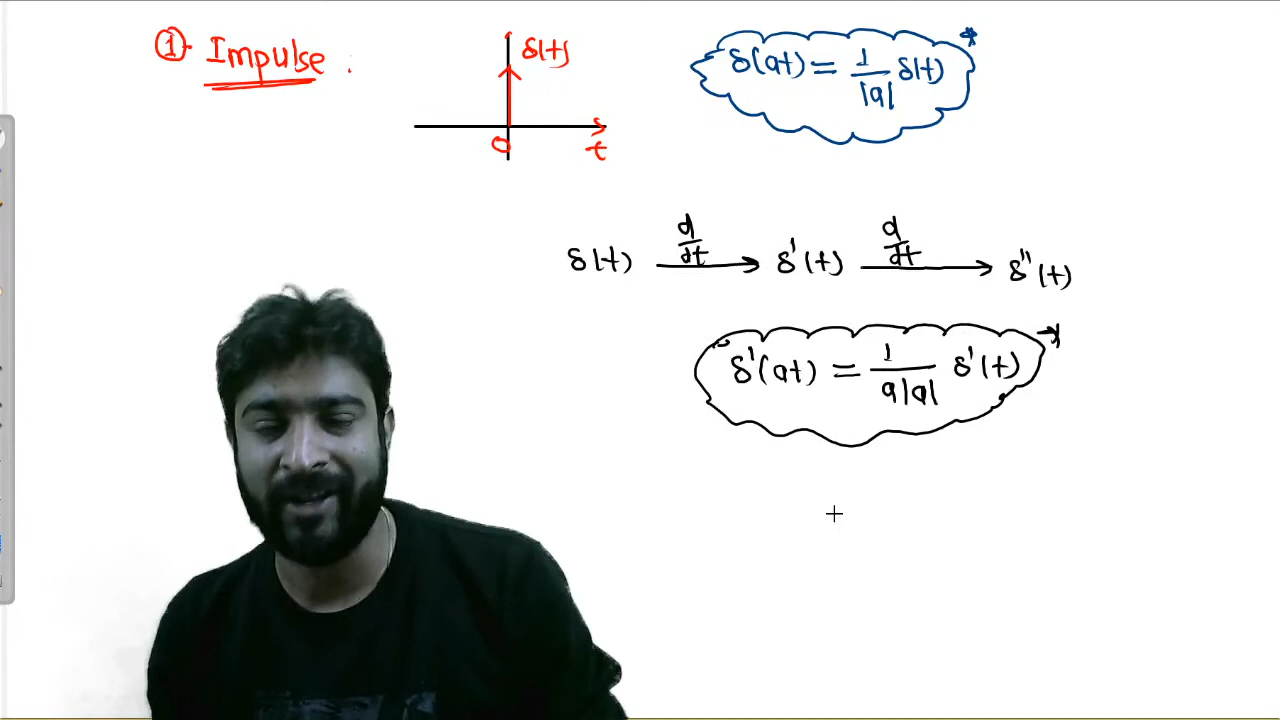 ① Impulse :
δ(t)
0
t
δ(at) = 1/|a| δ(t)
δ(t) d/dt → δ'(t) d/dt → δ''(t)
δ'(at) = 1/a|a| δ'(t)